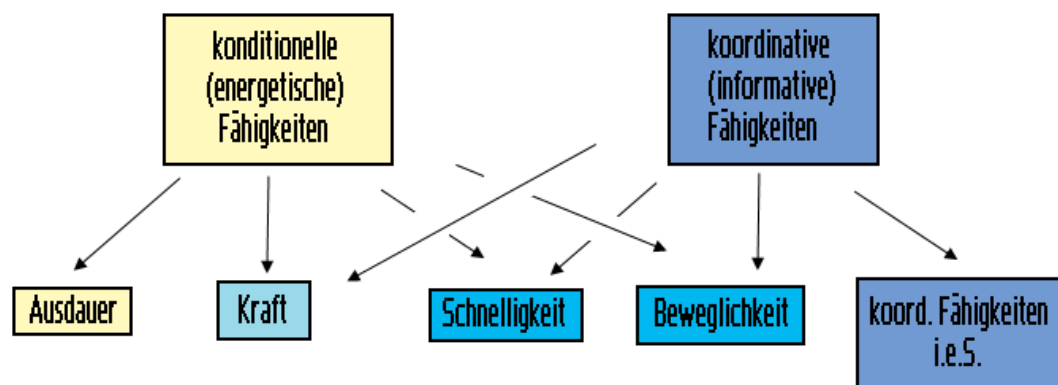 konditionelle
(energetische)
Fähigkeiten
koordinative
(informative)
Fähigkeiten
Ausdauer
Kraft
Schnelligkeit
Beweglichkeit
koord. Fähigkeiten
i.e.S.